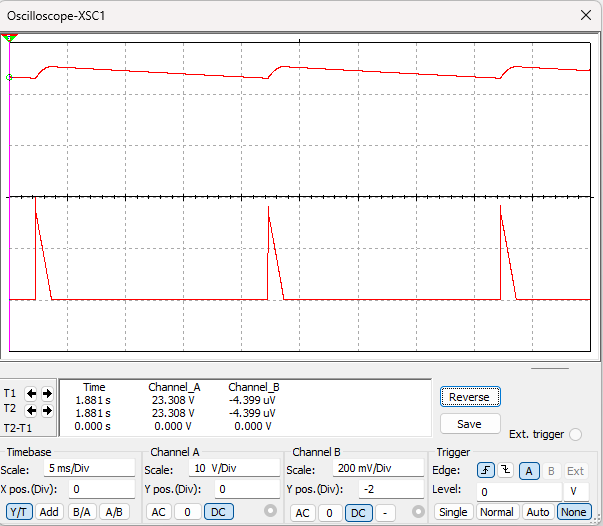 Oscilloscope-XSC1
Time Channel_A Channel_B
T1 1.881 s 23.308 V -4.399 uV
T2 1.881 s 23.308 V -4.399 uV
T2-T1 0.000 s 0.000 V 0.000 V
Reverse
Save
Ext. trigger
Timebase
Scale: 5 ms/Div
X pos.(Div): 0
Y/T Add B/A A/B
Channel A
Scale: 10 V/Div
Y pos.(Div): 0
AC 0 DC
Channel B
Scale: 200 mV/Div
Y pos.(Div): -2
AC 0 DC -
Trigger
Edge: A B Ext
Level: 0 V
Single Normal Auto None